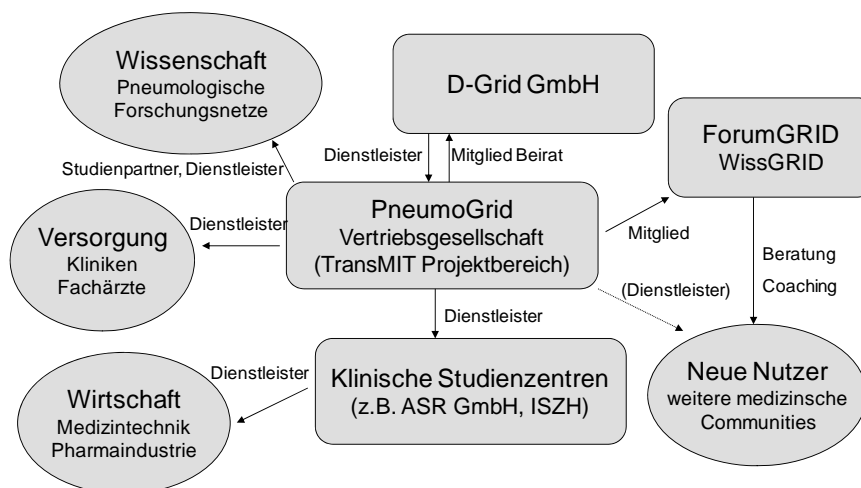 Wissenschaft
Pneumologische
Forschungsnetze
D-Grid GmbH
ForumGRID
WissGRID
Dienstleister
Mitglied Beirat
Studienpartner, Dienstleister
PneumoGrid
Vertriebsgesellschaft
(TransMIT Projektbereich)
Dienstleister
Versorgung
Kliniken
Fachärzte
Mitglied
Beratung
Coaching
(Dienstleister)
Dienstleister
Klinische Studienzentren
(z.B. ASR GmbH, ISZH)
Dienstleister
Wirtschaft
Medizintechnik
Pharmaindustrie
Neue Nutzer
weitere medizinsche
Communities